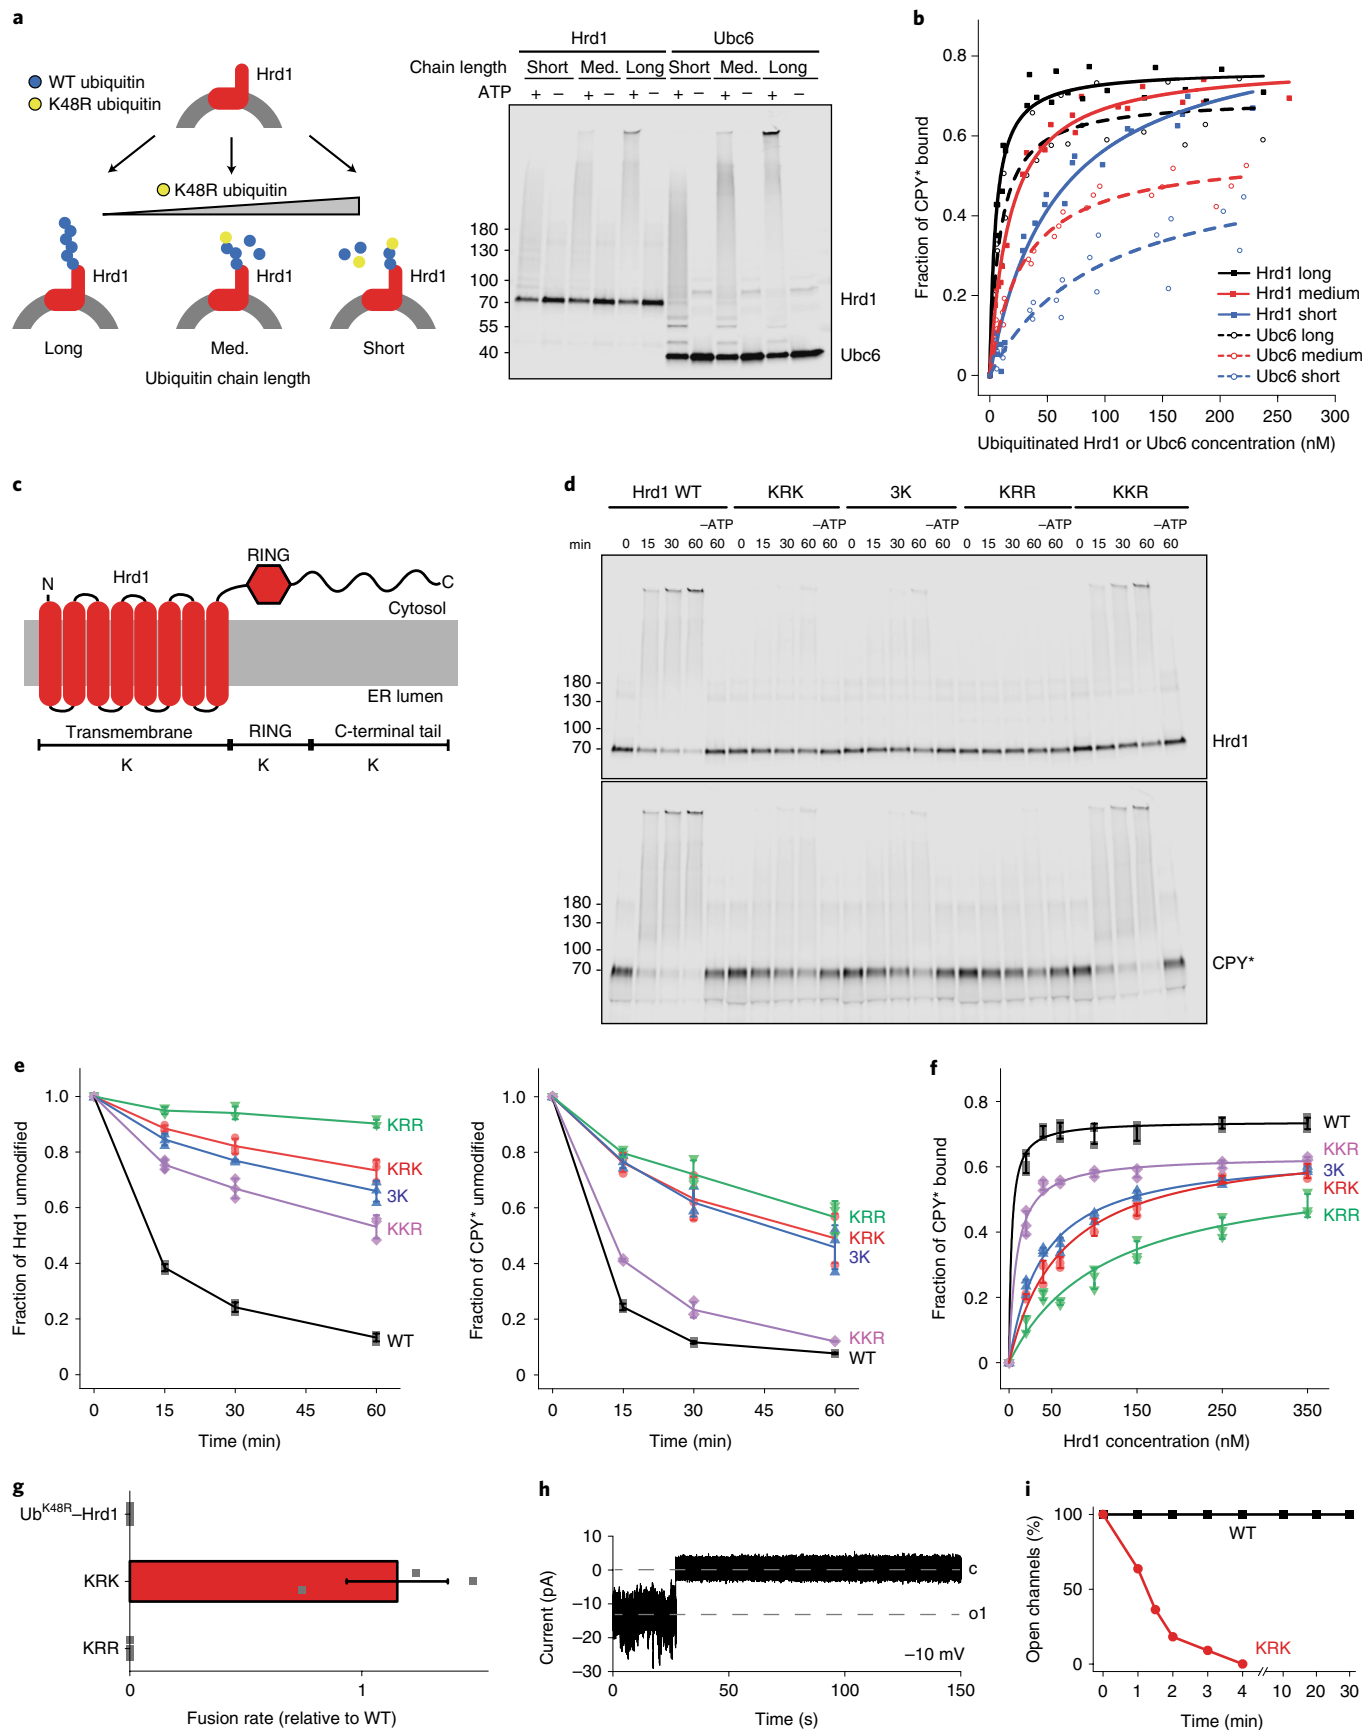 a
WT ubiquitin
K48R ubiquitin
Hrd1
K48R ubiquitin
Hrd1
Hrd1
Hrd1
Long
Med.
Short
Ubiquitin chain length
Hrd1
Ubc6
Chain length
Short
Med.
Long
Short
Med.
Long
ATP
+ − + − + − + − + − + −
180
130
100
70
55
40
Hrd1
Ubc6
b
Fraction of CPY* bound
0.8
0.6
0.4
0.2
0
0 50 100 150 200 250 300
Ubiquitinated Hrd1 or Ubc6 concentration (nM)
Hrd1 long
Hrd1 medium
Hrd1 short
Ubc6 long
Ubc6 medium
Ubc6 short
c
N
Hrd1
RING
C
Cytosol
ER lumen
Transmembrane
RING
C-terminal tail
K
K
K
d
Hrd1 WT
KRK
3K
KRR
KKR
−ATP
−ATP
−ATP
−ATP
−ATP
min
0 15 30 60 60 0 15 30 60 60 0 15 30 60 60 0 15 30 60 60 0 15 30 60 60
180
130
100
70
Hrd1
180
130
100
70
CPY*
e
Fraction of Hrd1 unmodified
1.0
0.8
0.6
0.4
0.2
0
KRR
KRK
3K
KKR
WT
0 15 30 45 60
Time (min)
Fraction of CPY* unmodified
1.0
0.8
0.6
0.4
0.2
0
KRR
KRK
3K
KKR
WT
0 15 30 45 60
Time (min)
f
Fraction of CPY* bound
0.8
0.6
0.4
0.2
0
WT
KKR
3K
KRK
KRR
0 50 150 250 350
Hrd1 concentration (nM)
g
Ub^K48R–Hrd1
KRK
KRR
0 1
Fusion rate (relative to WT)
h
Current (pA)
10
0
−10
−20
−30
c
o1
−10 mV
50 100 150
Time (s)
i
Open channels (%)
100
50
0
WT
KRK
0 1 2 3 4 10 20 30
Time (min)